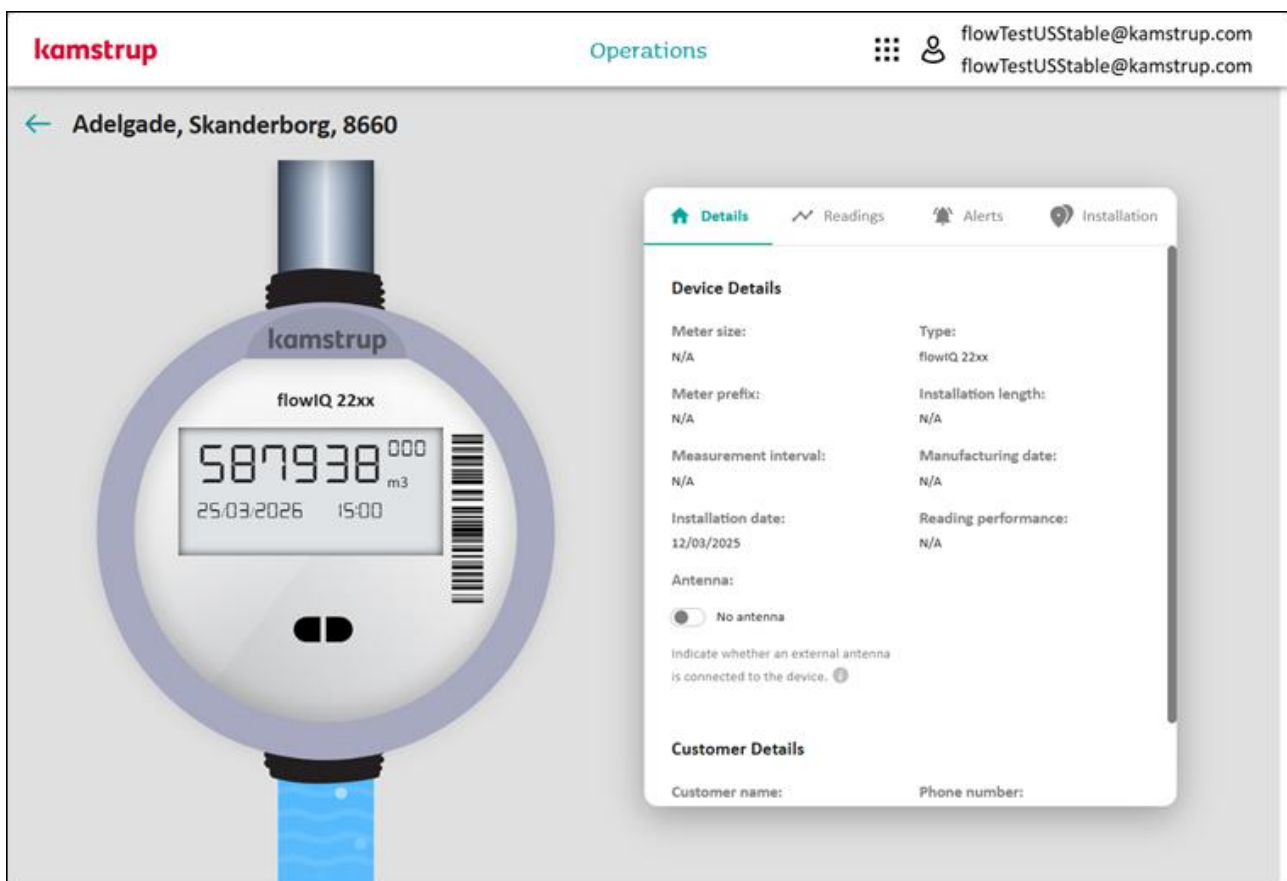 kamstrup
Operations
flowTestUSStable@kamstrup.com
flowTestUSStable@kamstrup.com
Adelgade, Skanderborg, 8660
kamstrup
flowIQ 22xx
587938 000
m3
25/03/2026 15:00
Details Readings Alerts Installation
Device Details
Meter size: Type:
N/A flowIQ 22xx
Meter prefix: Installation length:
N/A N/A
Measurement interval: Manufacturing date:
N/A N/A
Installation date: Reading performance:
12/03/2025 N/A
Antenna:
No antenna
Indicate whether an external antenna
is connected to the device.
Customer Details
Customer name: Phone number: